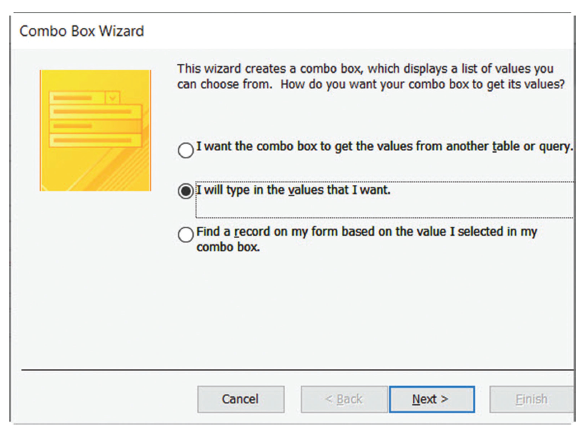 Combo Box Wizard
This wizard creates a combo box, which displays a list of values you
can choose from. How do you want your combo box to get its values?
I want the combo box to get the values from another table or query.
I will type in the values that I want.
Find a record on my form based on the value I selected in my
combo box.
Cancel
< Back
Next >
Finish